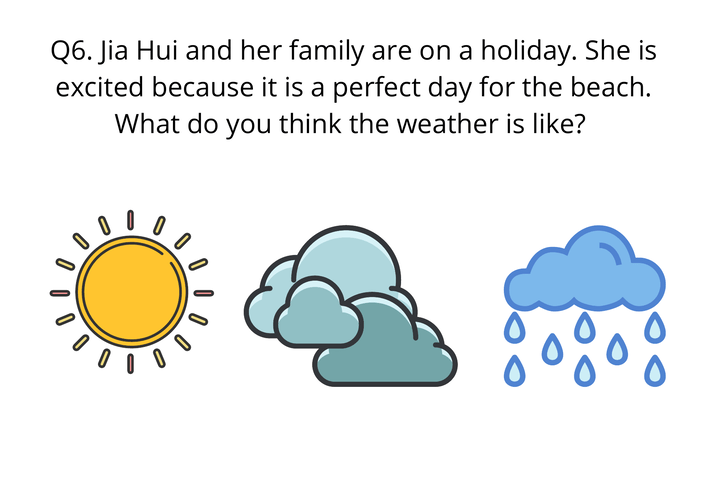 Q6. Jia Hui and her family are on a holiday. She is
excited because it is a perfect day for the beach.
What do you think the weather is like?